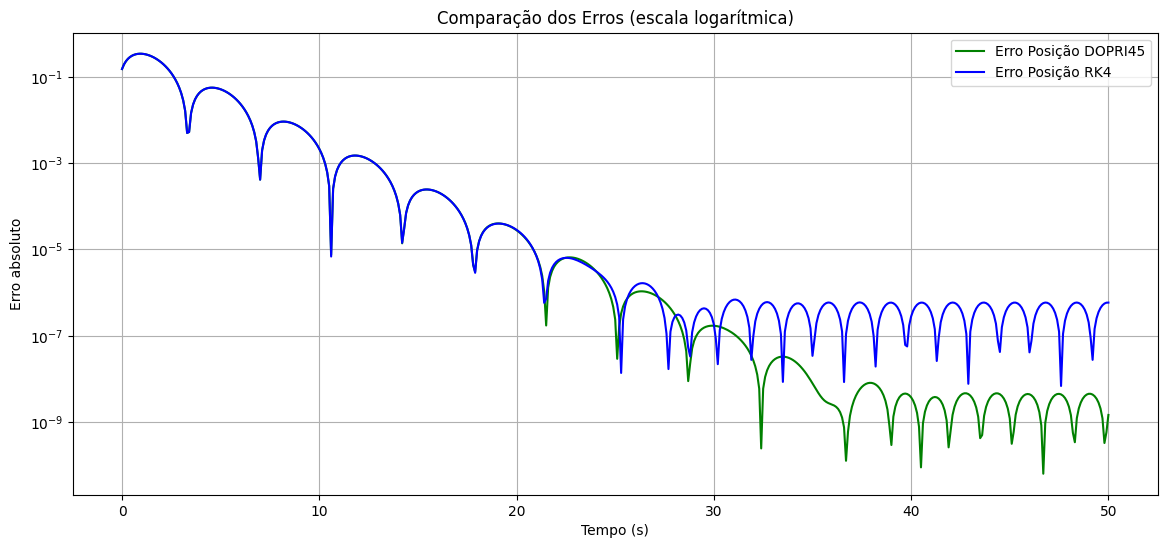 Comparação dos Erros (escala logarítmica)
Erro Posição DOPRI45
Erro Posição RK4
Erro absoluto
10⁻¹
10⁻³
10⁻⁵
10⁻⁷
10⁻⁹
0 10 20 30 40 50
Tempo (s)